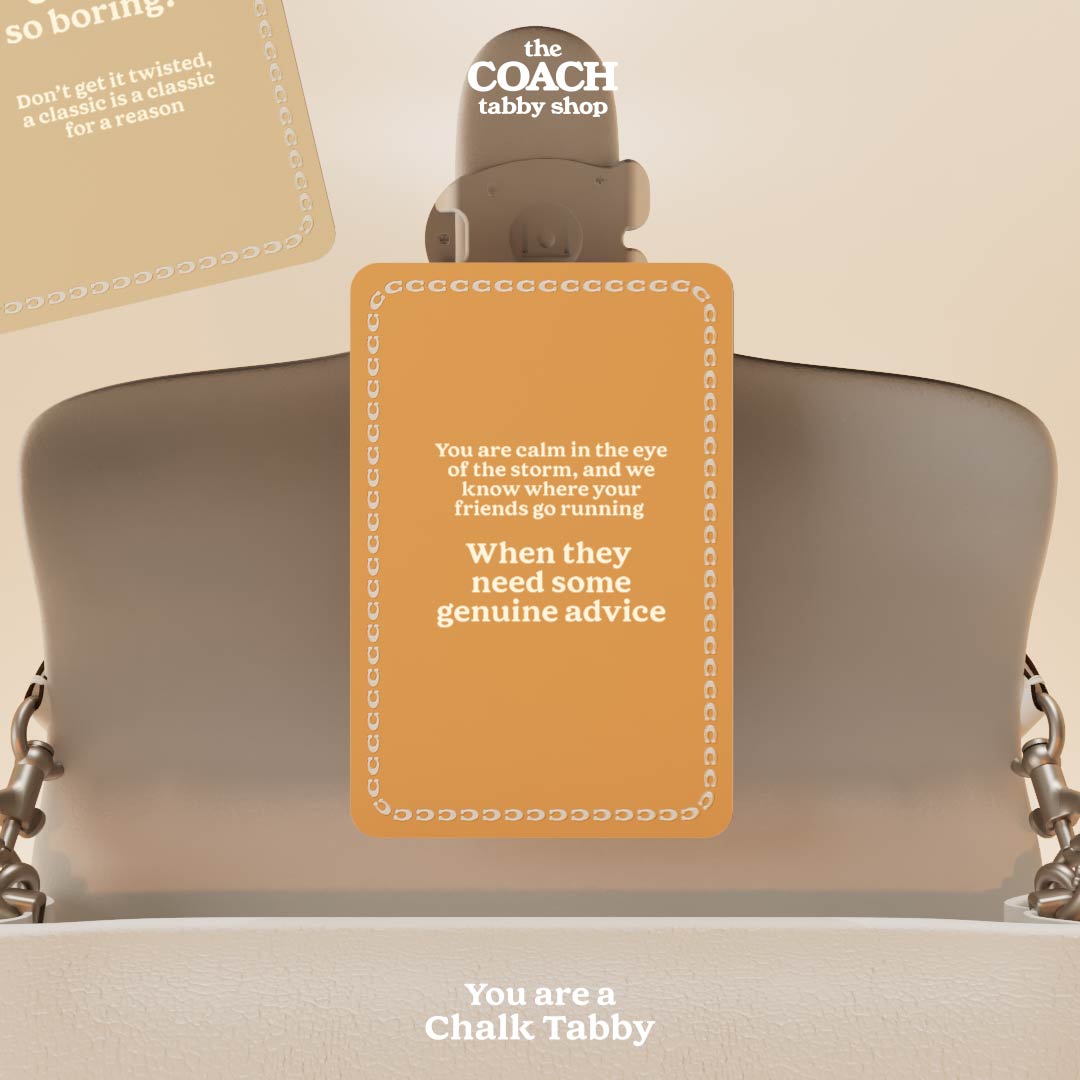 so boring.
Don't get it twisted,
a classic is a classic
for a reason
the
COACH
tabby shop
You are calm in the eye
of the storm, and we
know where your
friends go running
When they
need some
genuine advice
You are a
Chalk Tabby